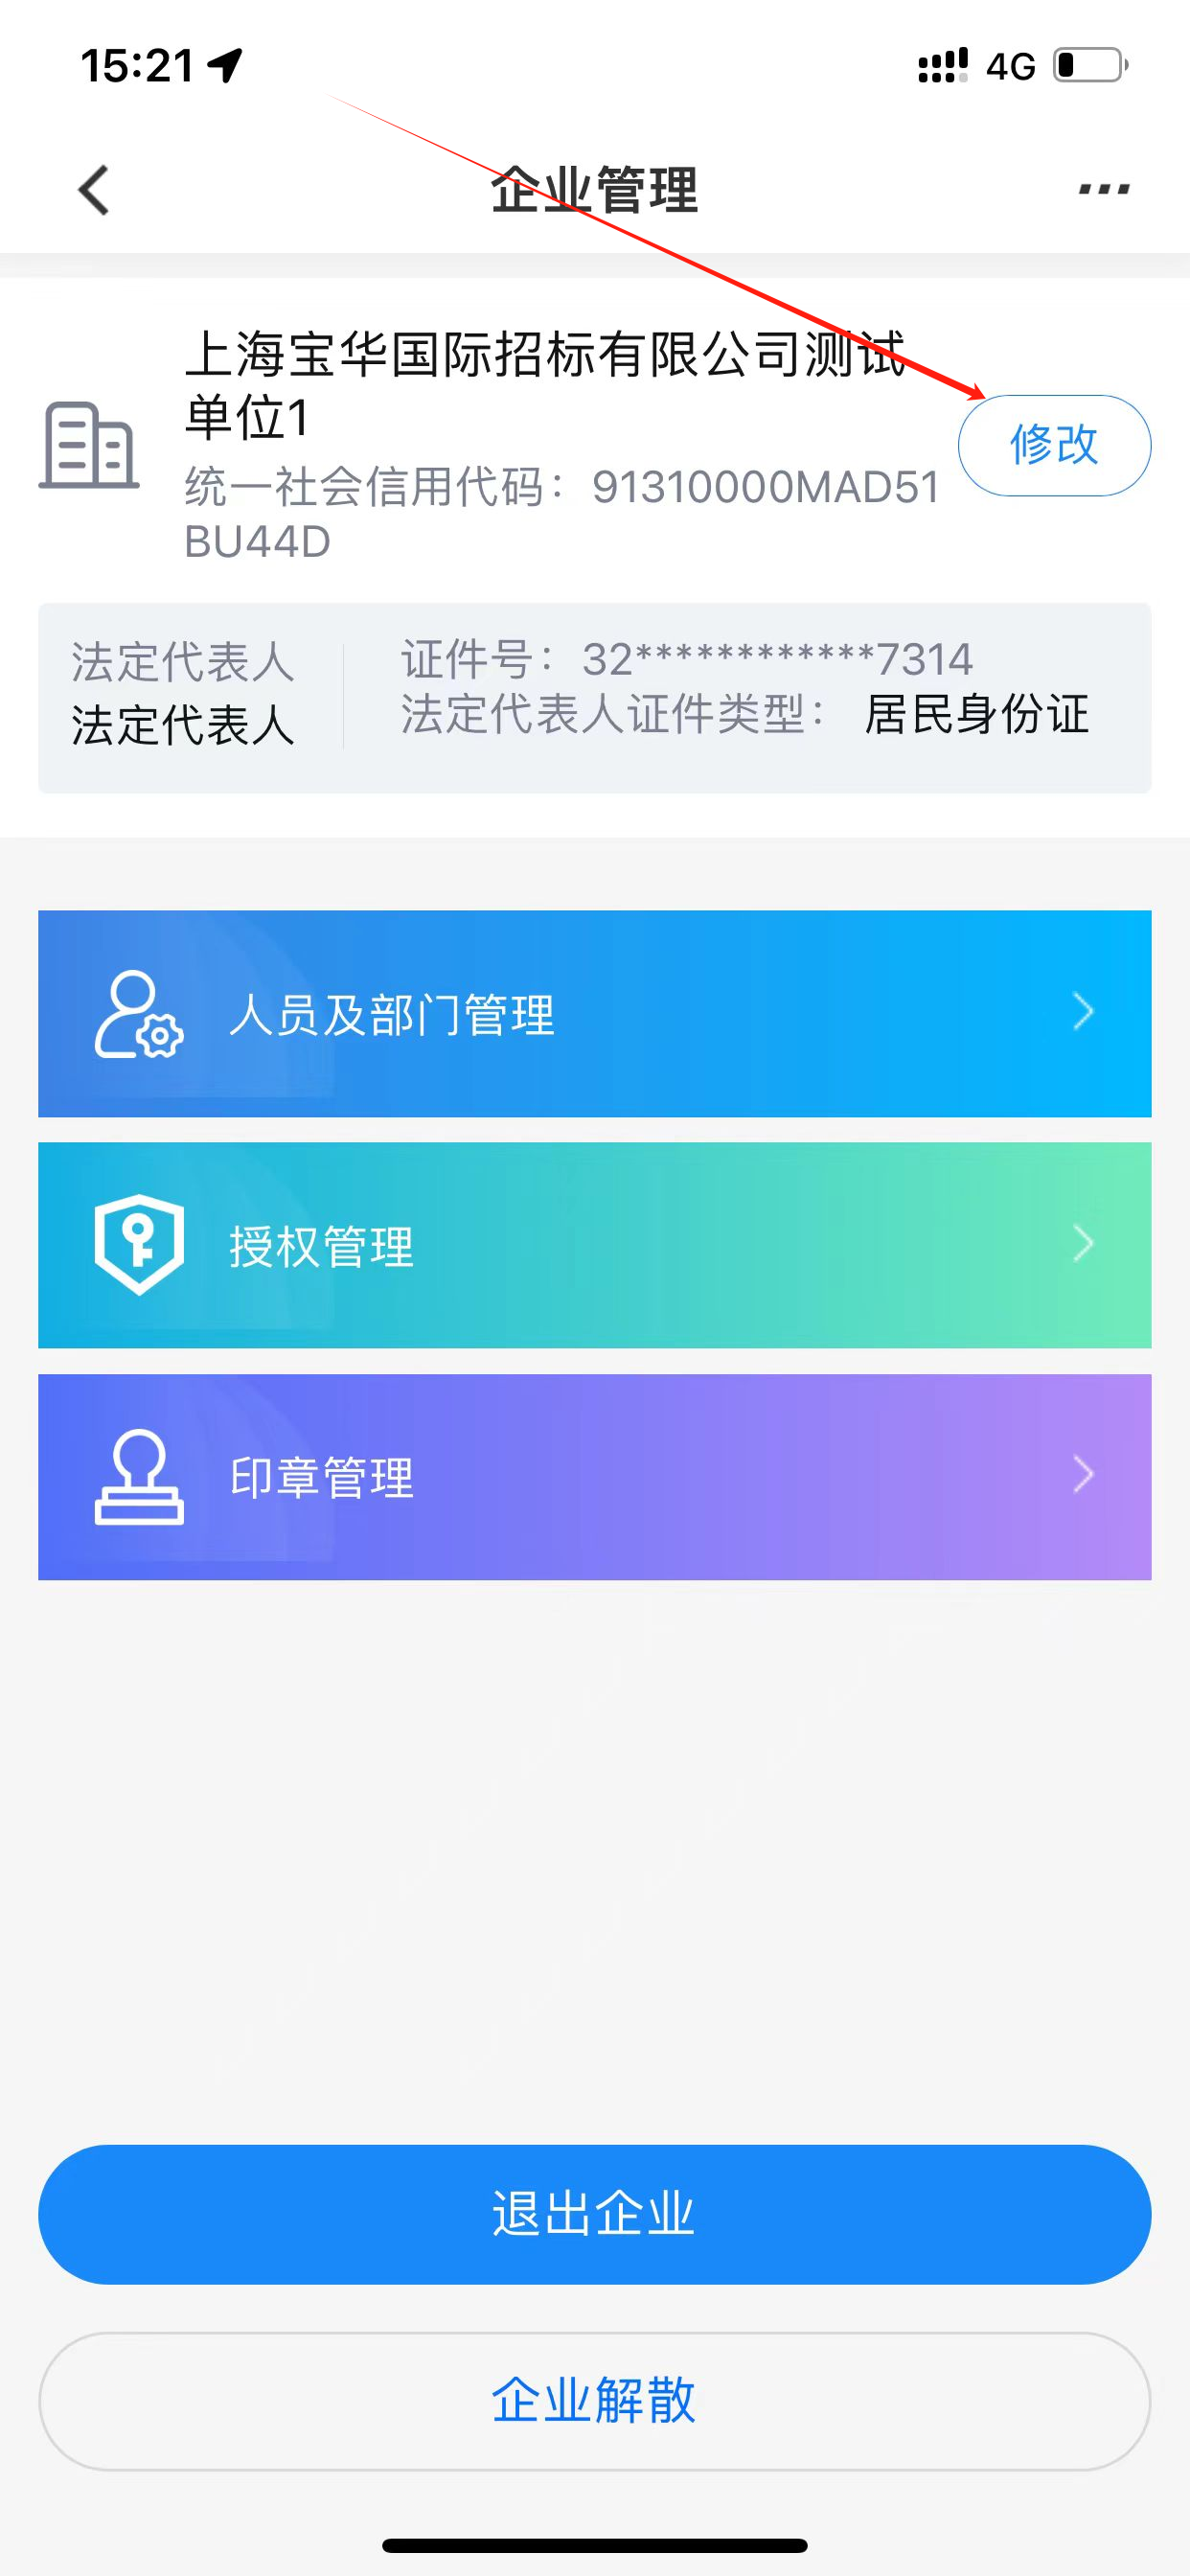 15:21
4G
企业管理
上海宝华国际招标有限公司测试
单位1
修改
统一社会信用代码：91310000MAD51
BU44D
法定代表人
法定代表人
证件号：32************7314
法定代表人证件类型：居民身份证
人员及部门管理
授权管理
印章管理
退出企业
企业解散